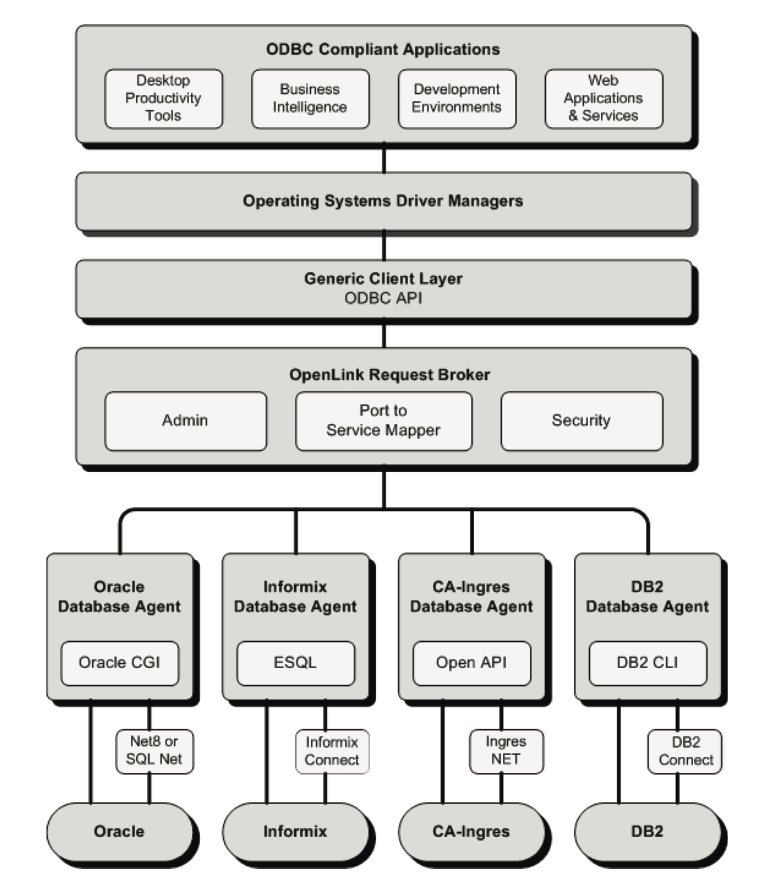 ODBC Compliant Applications
Desktop
Productivity
Tools
Business
Intelligence
Development
Environments
Web
Applications
& Services
Operating Systems Driver Managers
Generic Client Layer
ODBC API
OpenLink Request Broker
Admin
Port to
Service Mapper
Security
Oracle
Database Agent
Oracle CGI
Informix
Database Agent
ESQL
CA-Ingres
Database Agent
Open API
DB2
Database Agent
DB2 CLI
Net8 or
SQL Net
Informix
Connect
Ingres
NET
DB2
Connect
Oracle
Informix
CA-Ingres
DB2